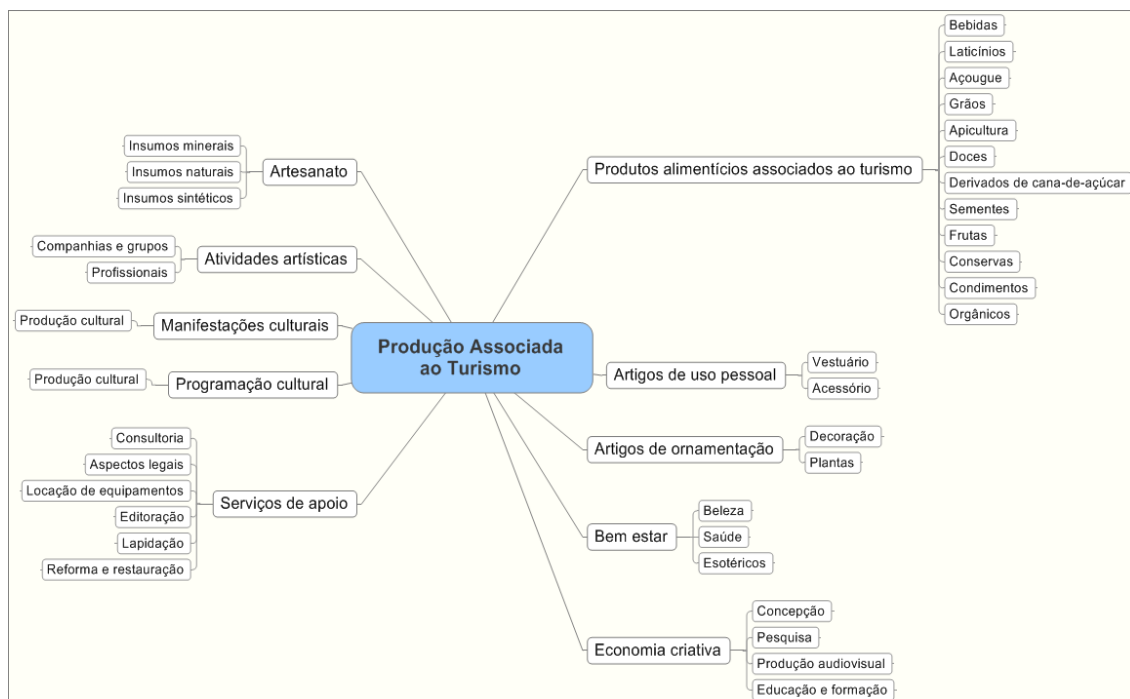 Produção Associada
ao Turismo
Artesanato
Insumos minerais
Insumos naturais
Insumos sintéticos
Atividades artísticas
Companhias e grupos
Profissionais
Manifestações culturais
Produção cultural
Programação cultural
Produção cultural
Serviços de apoio
Consultoria
Aspectos legais
Locação de equipamentos
Editoração
Lapidação
Reforma e restauração
Produtos alimentícios associados ao turismo
Bebidas
Laticínios
Açougue
Grãos
Apicultura
Doces
Derivados de cana-de-açúcar
Sementes
Frutas
Conservas
Condimentos
Orgânicos
Artigos de uso pessoal
Vestuário
Acessório
Artigos de ornamentação
Decoração
Plantas
Bem estar
Beleza
Saúde
Esotéricos
Economia criativa
Concepção
Pesquisa
Produção audiovisual
Educação e formação